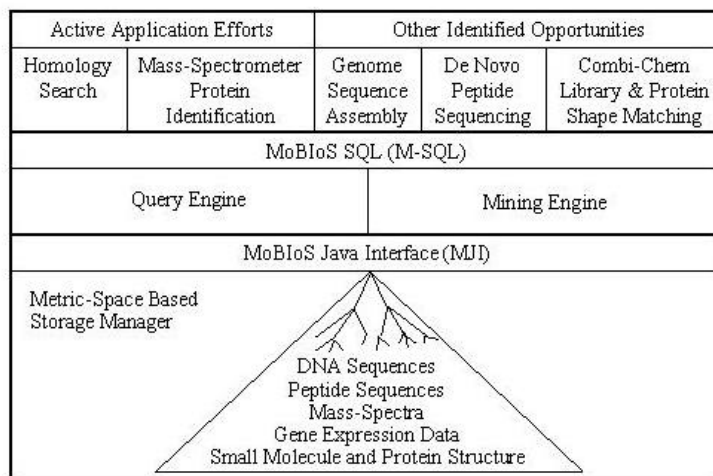 Active Application Efforts
Other Identified Opportunities
Homology
Search
Mass-Spectrometer
Protein
Identification
Genome
Sequence
Assembly
De Novo
Peptide
Sequencing
Combi-Chem
Library & Protein
Shape Matching
MoBIoS SQL (M-SQL)
Query Engine
Mining Engine
MoBIoS Java Interface (MJI)
Metric-Space Based
Storage Manager
DNA Sequences
Peptide Sequences
Mass-Spectra
Gene Expression Data
Small Molecule and Protein Structure